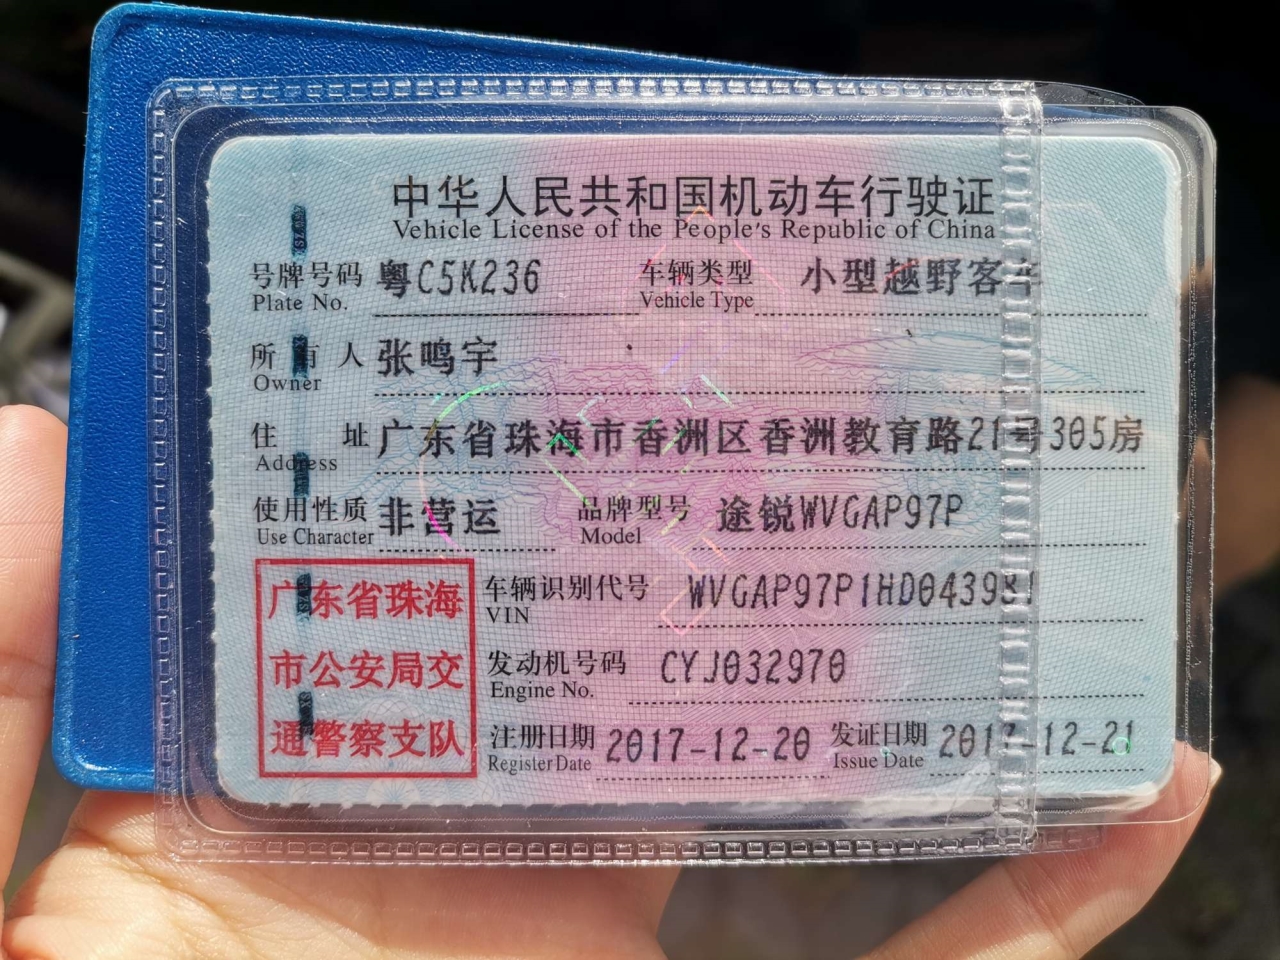 中华人民共和国机动车行驶证
Vehicle License of the People's Republic of China
号牌号码 粤C5K236 车辆类型 小型越野客车
Plate No. Vehicle Type
所有人 张鸣宇
Owner
住址 广东省珠海市香洲区香洲教育路21号305房
Address
使用性质 非营运 品牌型号 途锐WVGAP97P
Use Character Model
广东省珠海
市公安局交
通警察支队
车辆识别代号
VIN
发动机号码 CYJ032970
Engine No.
注册日期 2017-12-20 发证日期 2017-12-21
Register Date Issue Date